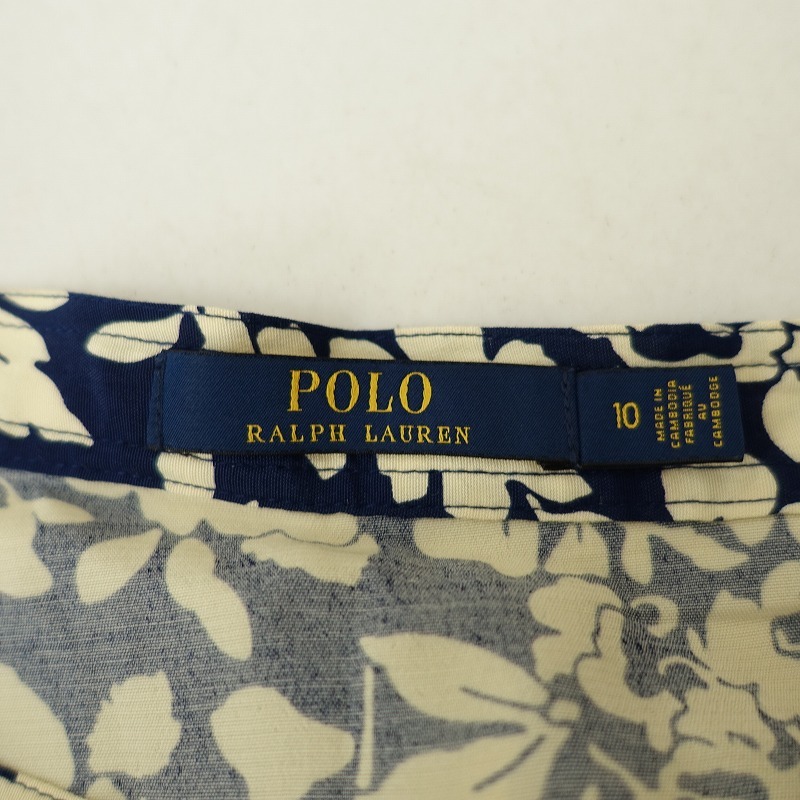 POLO
RALPH LAUREN
10
MADE IN
CAMBODIA
FABRIQUÉ
AU
CAMBODGE